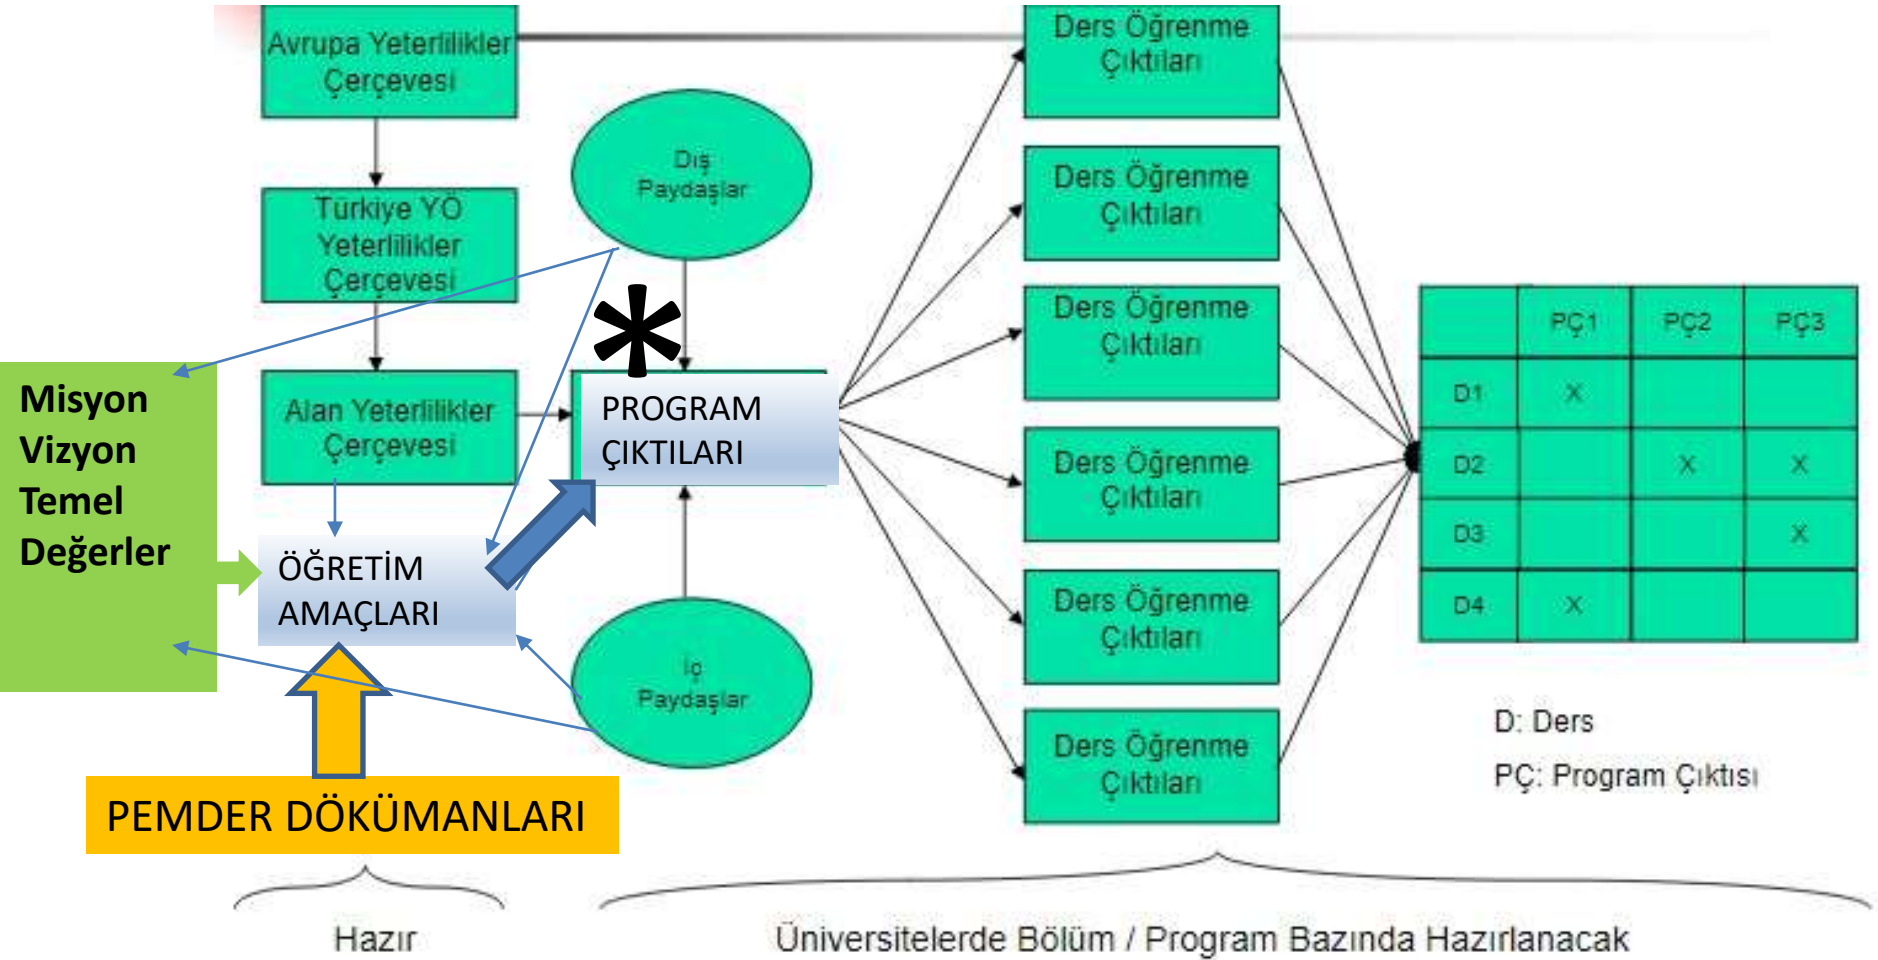 Avrupa Yeterlilikler
Çerçevesi
Türkiye YÖ
Yeterlilikler
Çerçevesi
Alan Yeterlilikler
Çerçevesi
Misyon
Vizyon
Temel
Değerler
ÖĞRETİM
AMAÇLARI
PEMDER DÖKÜMANLARI
Dış
Paydaşlar
*
PROGRAM
ÇIKTILARI
İç
Paydaşlar
Ders Öğrenme
Çıktıları
Ders Öğrenme
Çıktıları
Ders Öğrenme
Çıktıları
Ders Öğrenme
Çıktıları
Ders Öğrenme
Çıktıları
Ders Öğrenme
Çıktıları
PÇ1 PÇ2 PÇ3
D1 X
D2 X X
D3 X
D4 X
D: Ders
PÇ: Program Çıktısı
Hazır
Üniversitelerde Bölüm / Program Bazında Hazırlanacak